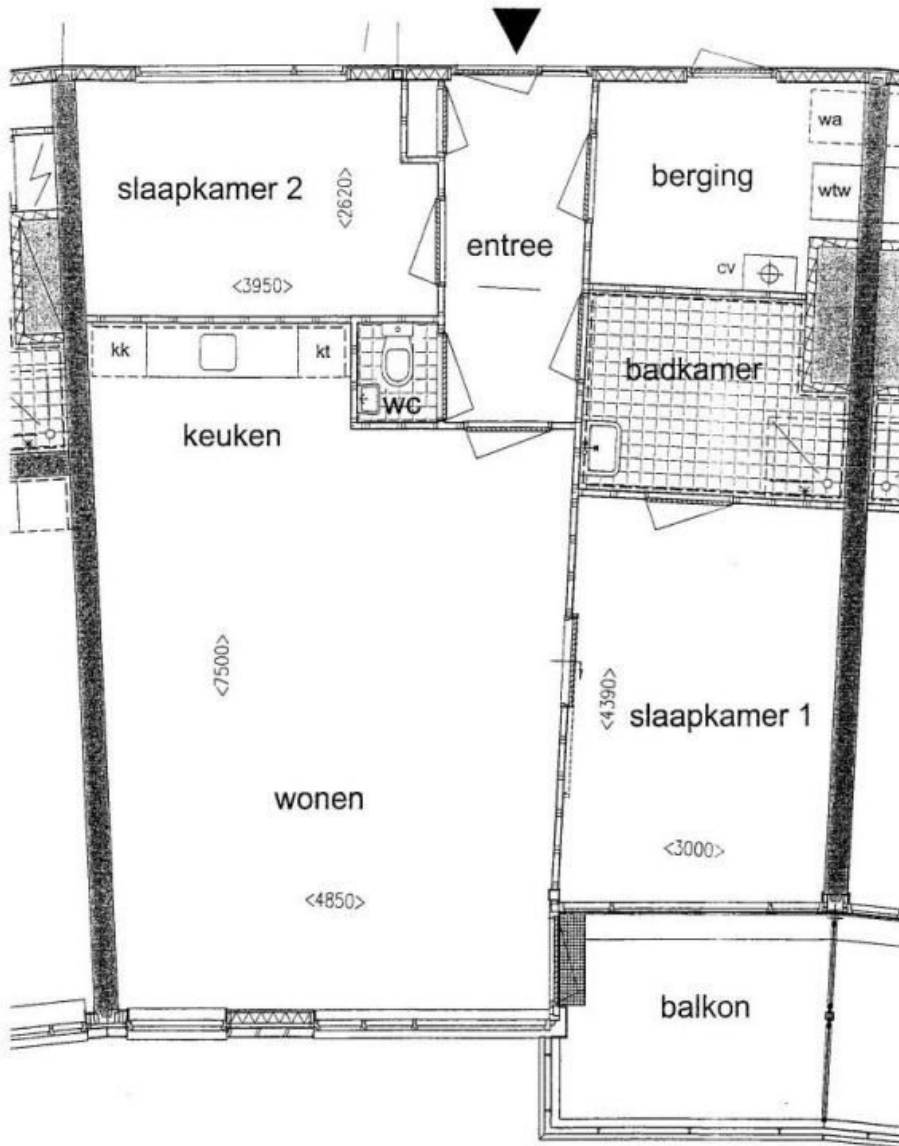 wa
berging
slaapkamer 2
<2620>
wtw
entree
cv
<3950>
kk
kt
badkamer
wc
keuken
<7500>
<4390>
slaapkamer 1
wonen
<3000>
<4850>
balkon